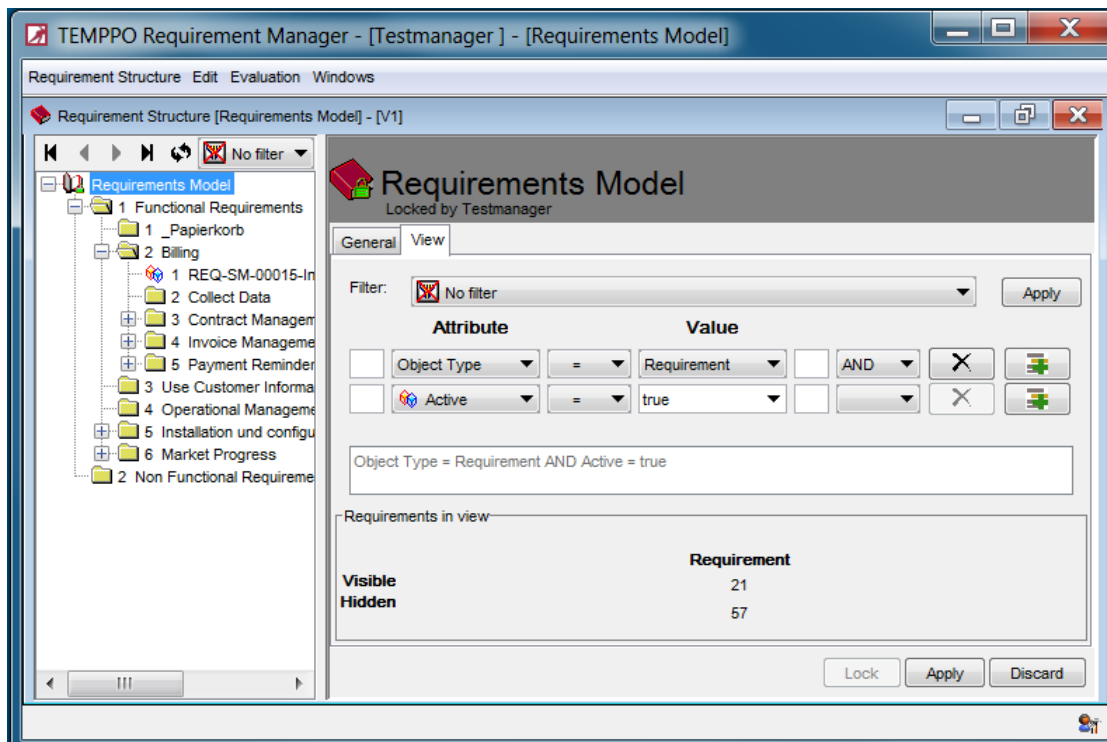 TEMPPO Requirement Manager - [Testmanager ] - [Requirements Model]
Requirement Structure Edit Evaluation Windows
Requirement Structure [Requirements Model] - [V1]
No filter
Requirements Model
1 Functional Requirements
1 _Papierkorb
2 Billing
1 REQ-SM-00015-In
2 Collect Data
3 Contract Managem
4 Invoice Manageme
5 Payment Reminder
3 Use Customer Informa
4 Operational Manageme
5 Installation und configu
6 Market Progress
2 Non Functional Requireme
Requirements Model
Locked by Testmanager
General View
Filter: No filter Apply
Attribute Value
Object Type = Requirement AND
Active = true
Object Type = Requirement AND Active = true
Requirements in view
Requirement
Visible 21
Hidden 57
Lock Apply Discard